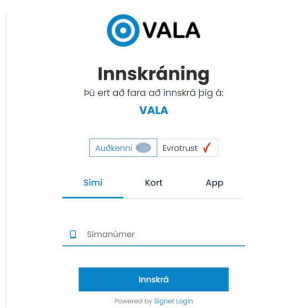 VALA
Innskráning
Þú ert að fara að innskrá þig á:
VALA
Auðkenni Evrotrust
Sími Kort App
Símanúmer
Innskrá
Powered by Signet Login